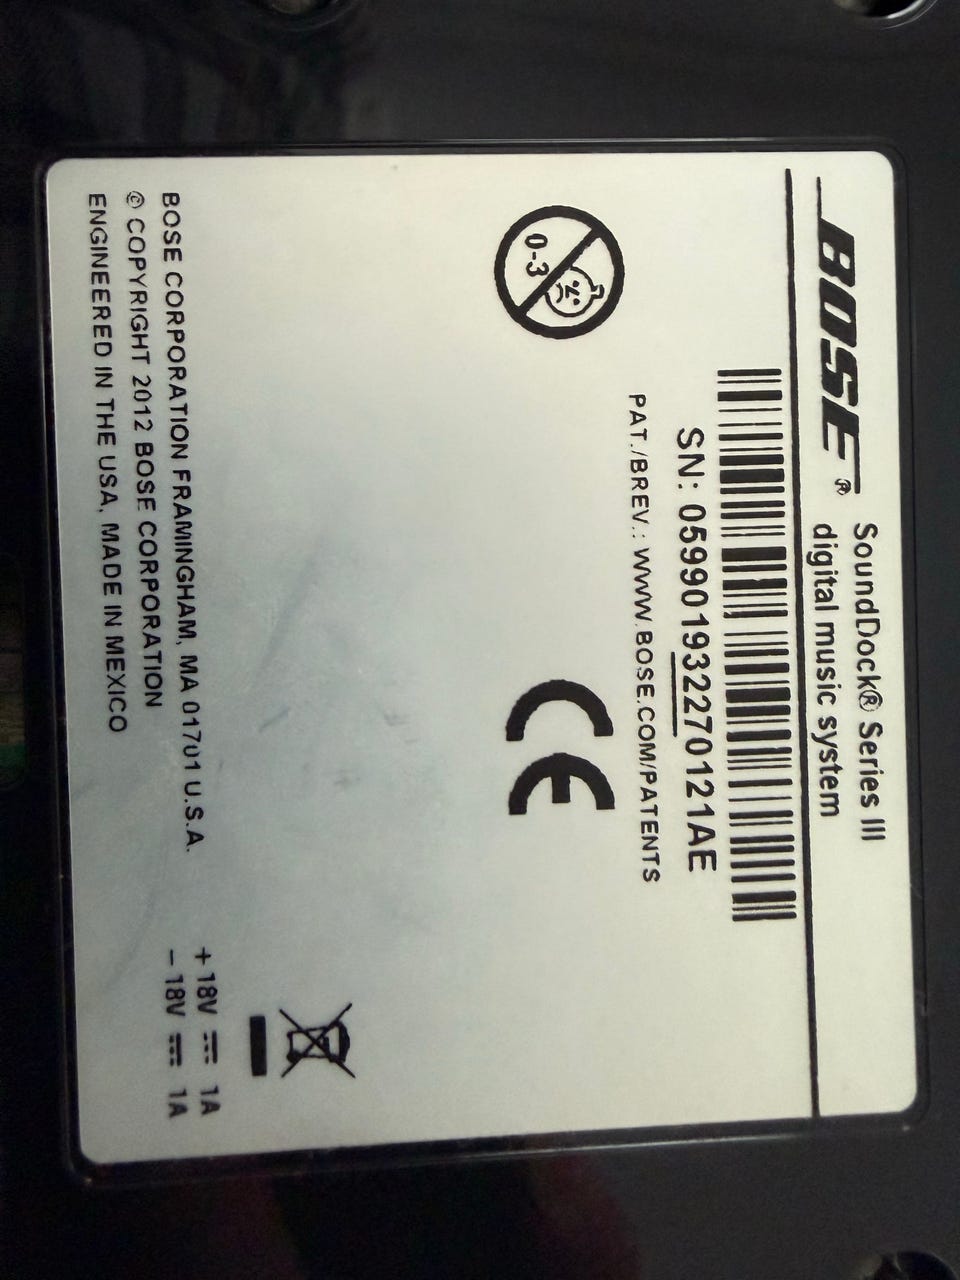 BOSE® SoundDock® Series III
digital music system
SN: 059901932270121AE
PAT./BREV.: WWW.BOSE.COM/PATENTS
0-3
CE
BOSE CORPORATION FRAMINGHAM, MA 01701 U.S.A.
© COPYRIGHT 2012 BOSE CORPORATION
ENGINEERED IN THE USA, MADE IN MEXICO
+ 18V ⎓ 1A
- 18V ⎓ 1A